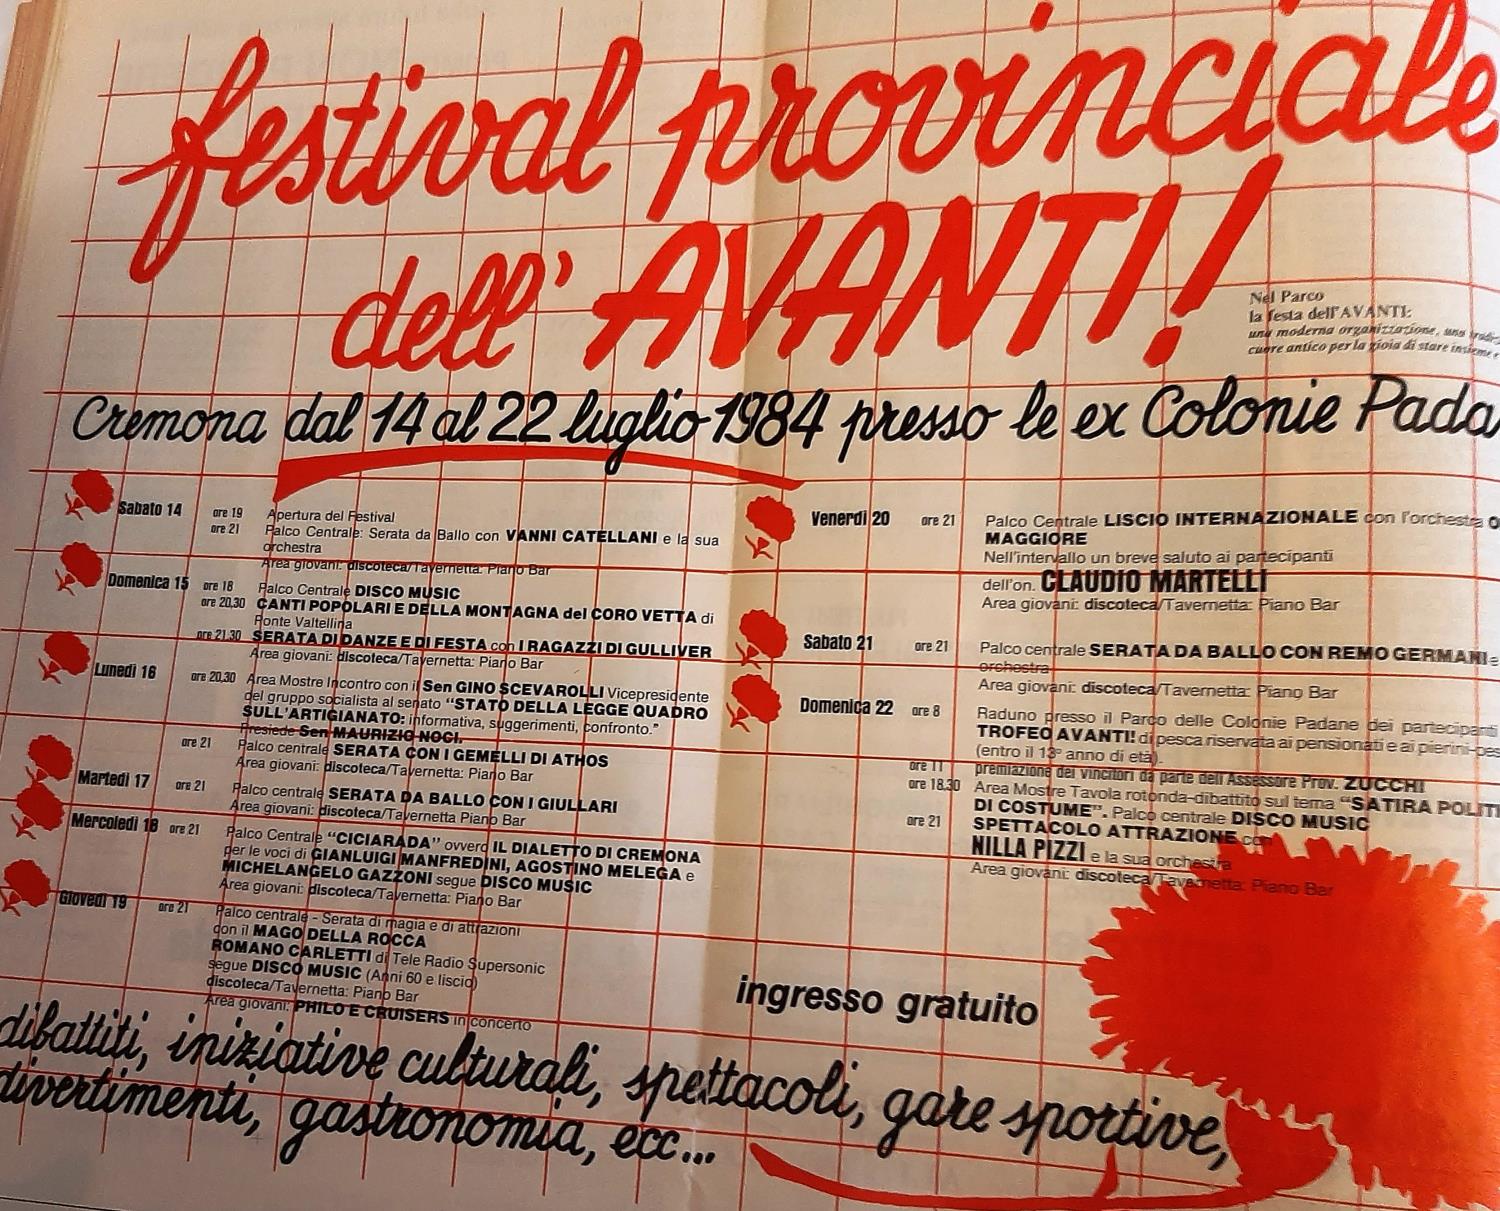 festival provinciale
dell' AVANTI!
Nel Parco
la festa dell'AVANTI:
una moderna organizzazione, una
cuore antico per la gioia di stare insieme e
Cremona dal 14 al 22 luglio 1984 presso le ex Colonie Pada
Sabato 14 ore 19 Apertura del Festival
ore 21 Palco Centrale: Serata da Ballo con VANNI CATELLANI e la sua
orchestra
Area giovani: discoteca/Tavernetta: Piano Bar
Domenica 15 ore 18 Palco Centrale DISCO MUSIC
ore 20,30 CANTI POPOLARI E DELLA MONTAGNA del CORO VETTA di
Ponte Valtellina
ore 21,30 SERATA DI DANZE E DI FESTA con I RAGAZZI DI GULLIVER
Area giovani: discoteca/Tavernetta: Piano Bar
Lunedì 16 ore 20,30 Area Mostre Incontro con il Sen GINO SCEVAROLLI Vicepresidente
del gruppo socialista al senato "STATO DELLA LEGGE QUADRO
SULL'ARTIGIANATO: informativa, suggerimenti, confronto."
Presiede Sen MAURIZIO NOCI.
ore 21 Palco centrale SERATA CON I GEMELLI DI ATHOS
Area giovani: discoteca/Tavernetta: Piano Bar
Martedì 17 ore 21 Palco centrale SERATA DA BALLO CON I GIULLARI
Area giovani: discoteca/Tavernetta Piano Bar
Mercoledì 18 ore 21 Palco Centrale "CICIARADA" ovvero IL DIALETTO DI CREMONA
per le voci di GIANLUIGI MANFREDINI, AGOSTINO MELEGA e
MICHELANGELO GAZZONI segue DISCO MUSIC
Area giovani: discoteca/Tavernetta: Piano Bar
Giovedì 19 ore 21 Palco centrale - Serata di magia e di attrazioni
con il MAGO DELLA ROCCA
ROMANO CARLETTI di Tele Radio Supersonic
segue DISCO MUSIC (Anni 60 e liscio)
discoteca/Tavernetta: Piano Bar
Area giovani: PHILO E CRUISERS in concerto
Venerdì 20 ore 21 Palco Centrale LISCIO INTERNAZIONALE con l'orchestra
MAGGIORE
Nell'intervallo un breve saluto ai partecipanti
dell'on. CLAUDIO MARTELLI
Area giovani: discoteca/Tavernetta: Piano Bar
Sabato 21 ore 21 Palco centrale SERATA DA BALLO CON REMO GERMANI e
orchestra
Area giovani: discoteca/Tavernetta: Piano Bar
Domenica 22 ore 8 Raduno presso il Parco delle Colonie Padane dei partecipanti
TROFEO AVANTI! di pesca riservata ai pensionati e ai pierini-pes
(entro il 13° anno di età).
ore 11 premiazione dei vincitori da parte dell'Assessore Prov. ZUCCHI
ore 18.30 Area Mostre Tavola rotonda-dibattito sul tema "SATIRA POLITI
DI COSTUME". Palco centrale DISCO MUSIC
ore 21 SPETTACOLO ATTRAZIONE con
NILLA PIZZI e la sua orchestra
Area giovani: discoteca/Tavernetta: Piano Bar
ingresso gratuito
dibattiti, iniziative culturali, spettacoli, gare sportive,
divertimenti, gastronomia, ecc...